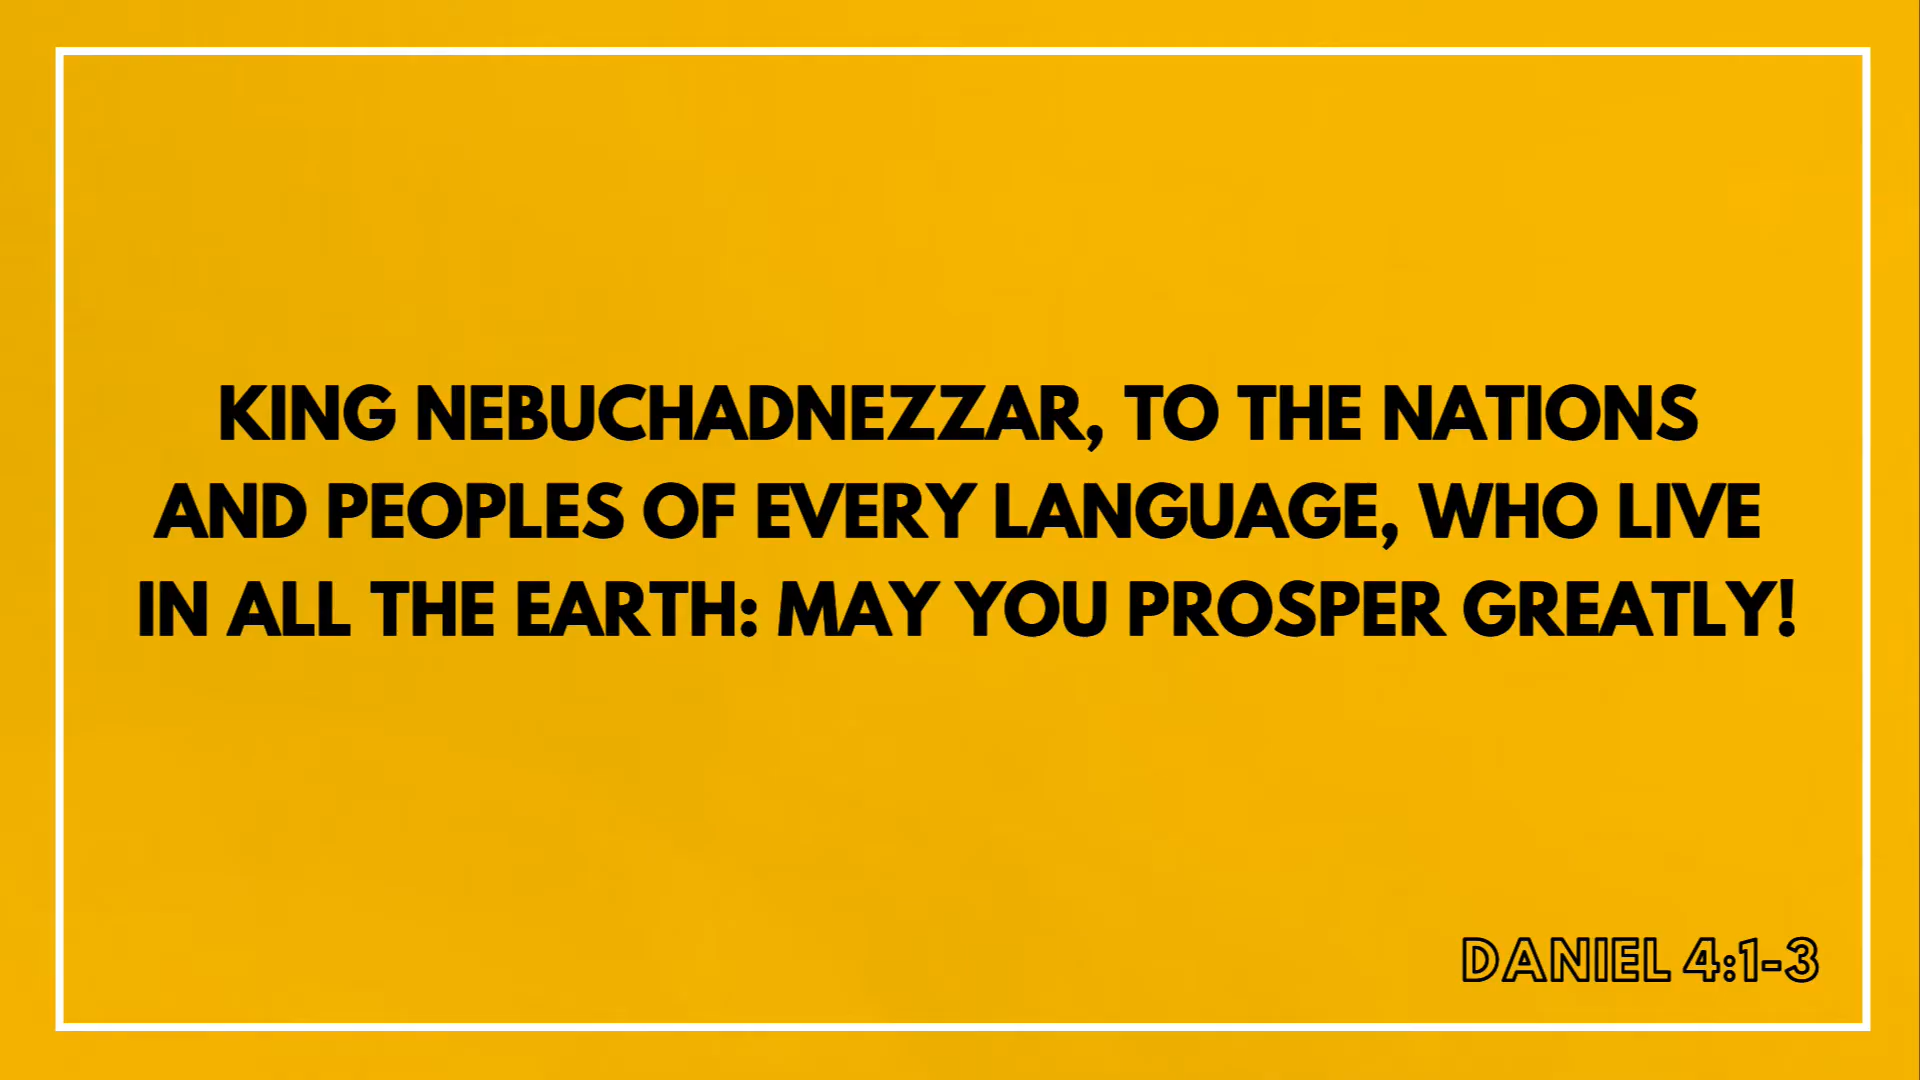 KING NEBUCHADNEZZAR, TO THE NATIONS
AND PEOPLES OF EVERY LANGUAGE, WHO LIVE
IN ALL THE EARTH: MAY YOU PROSPER GREATLY!
DANIEL 4:1-3